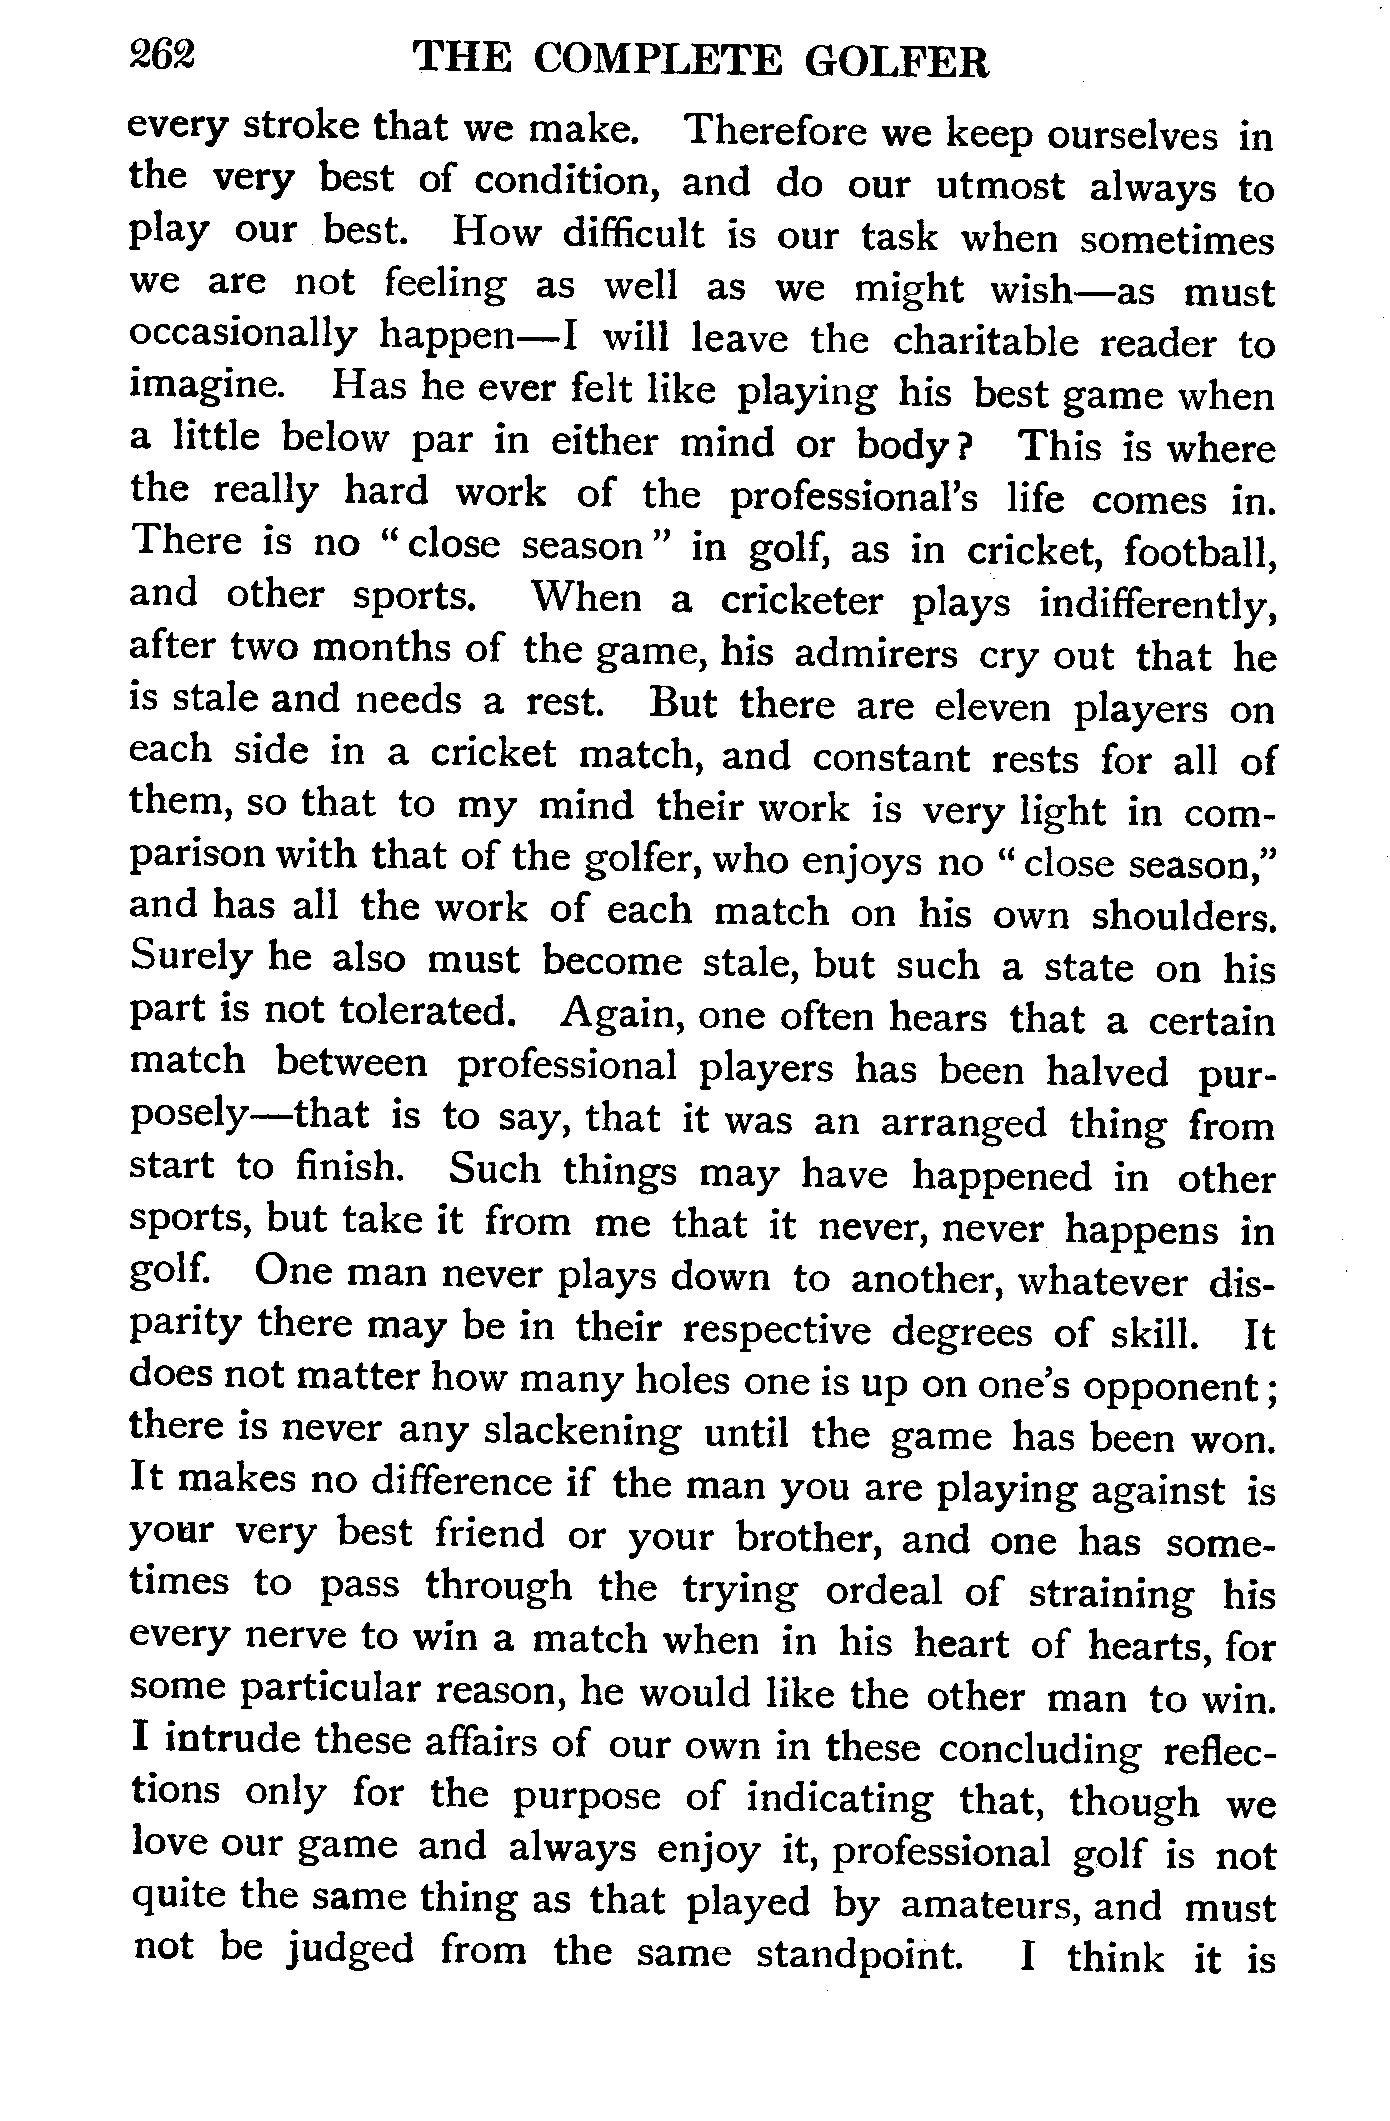 262 THE COMPLETE GOLFER
every stroke that we make. Therefore we keep ourselves in
the very best of condition, and do our utmost always to
play our best. How difficult is our task when sometimes
we are not feeling as well as we might wish—as must
occasionally happen—I will leave the charitable reader to
imagine. Has he ever felt like playing his best game when
a little below par in either mind or body? This is where
the really hard work of the professional's life comes in.
There is no "close season" in golf, as in cricket, football,
and other sports. When a cricketer plays indifferently,
after two months of the game, his admirers cry out that he
is stale and needs a rest. But there are eleven players on
each side in a cricket match, and constant rests for all of
them, so that to my mind their work is very light in com-
parison with that of the golfer, who enjoys no "close season,"
and has all the work of each match on his own shoulders.
Surely he also must become stale, but such a state on his
part is not tolerated. Again, one often hears that a certain
match between professional players has been halved pur-
posely—that is to say, that it was an arranged thing from
start to finish. Such things may have happened in other
sports, but take it from me that it never, never happens in
golf. One man never plays down to another, whatever dis-
parity there may be in their respective degrees of skill. It
does not matter how many holes one is up on one's opponent;
there is never any slackening until the game has been won.
It makes no difference if the man you are playing against is
your very best friend or your brother, and one has some-
times to pass through the trying ordeal of straining his
every nerve to win a match when in his heart of hearts, for
some particular reason, he would like the other man to win.
I intrude these affairs of our own in these concluding reflec-
tions only for the purpose of indicating that, though we
love our game and always enjoy it, professional golf is not
quite the same thing as that played by amateurs, and must
not be judged from the same standpoint. I think it is